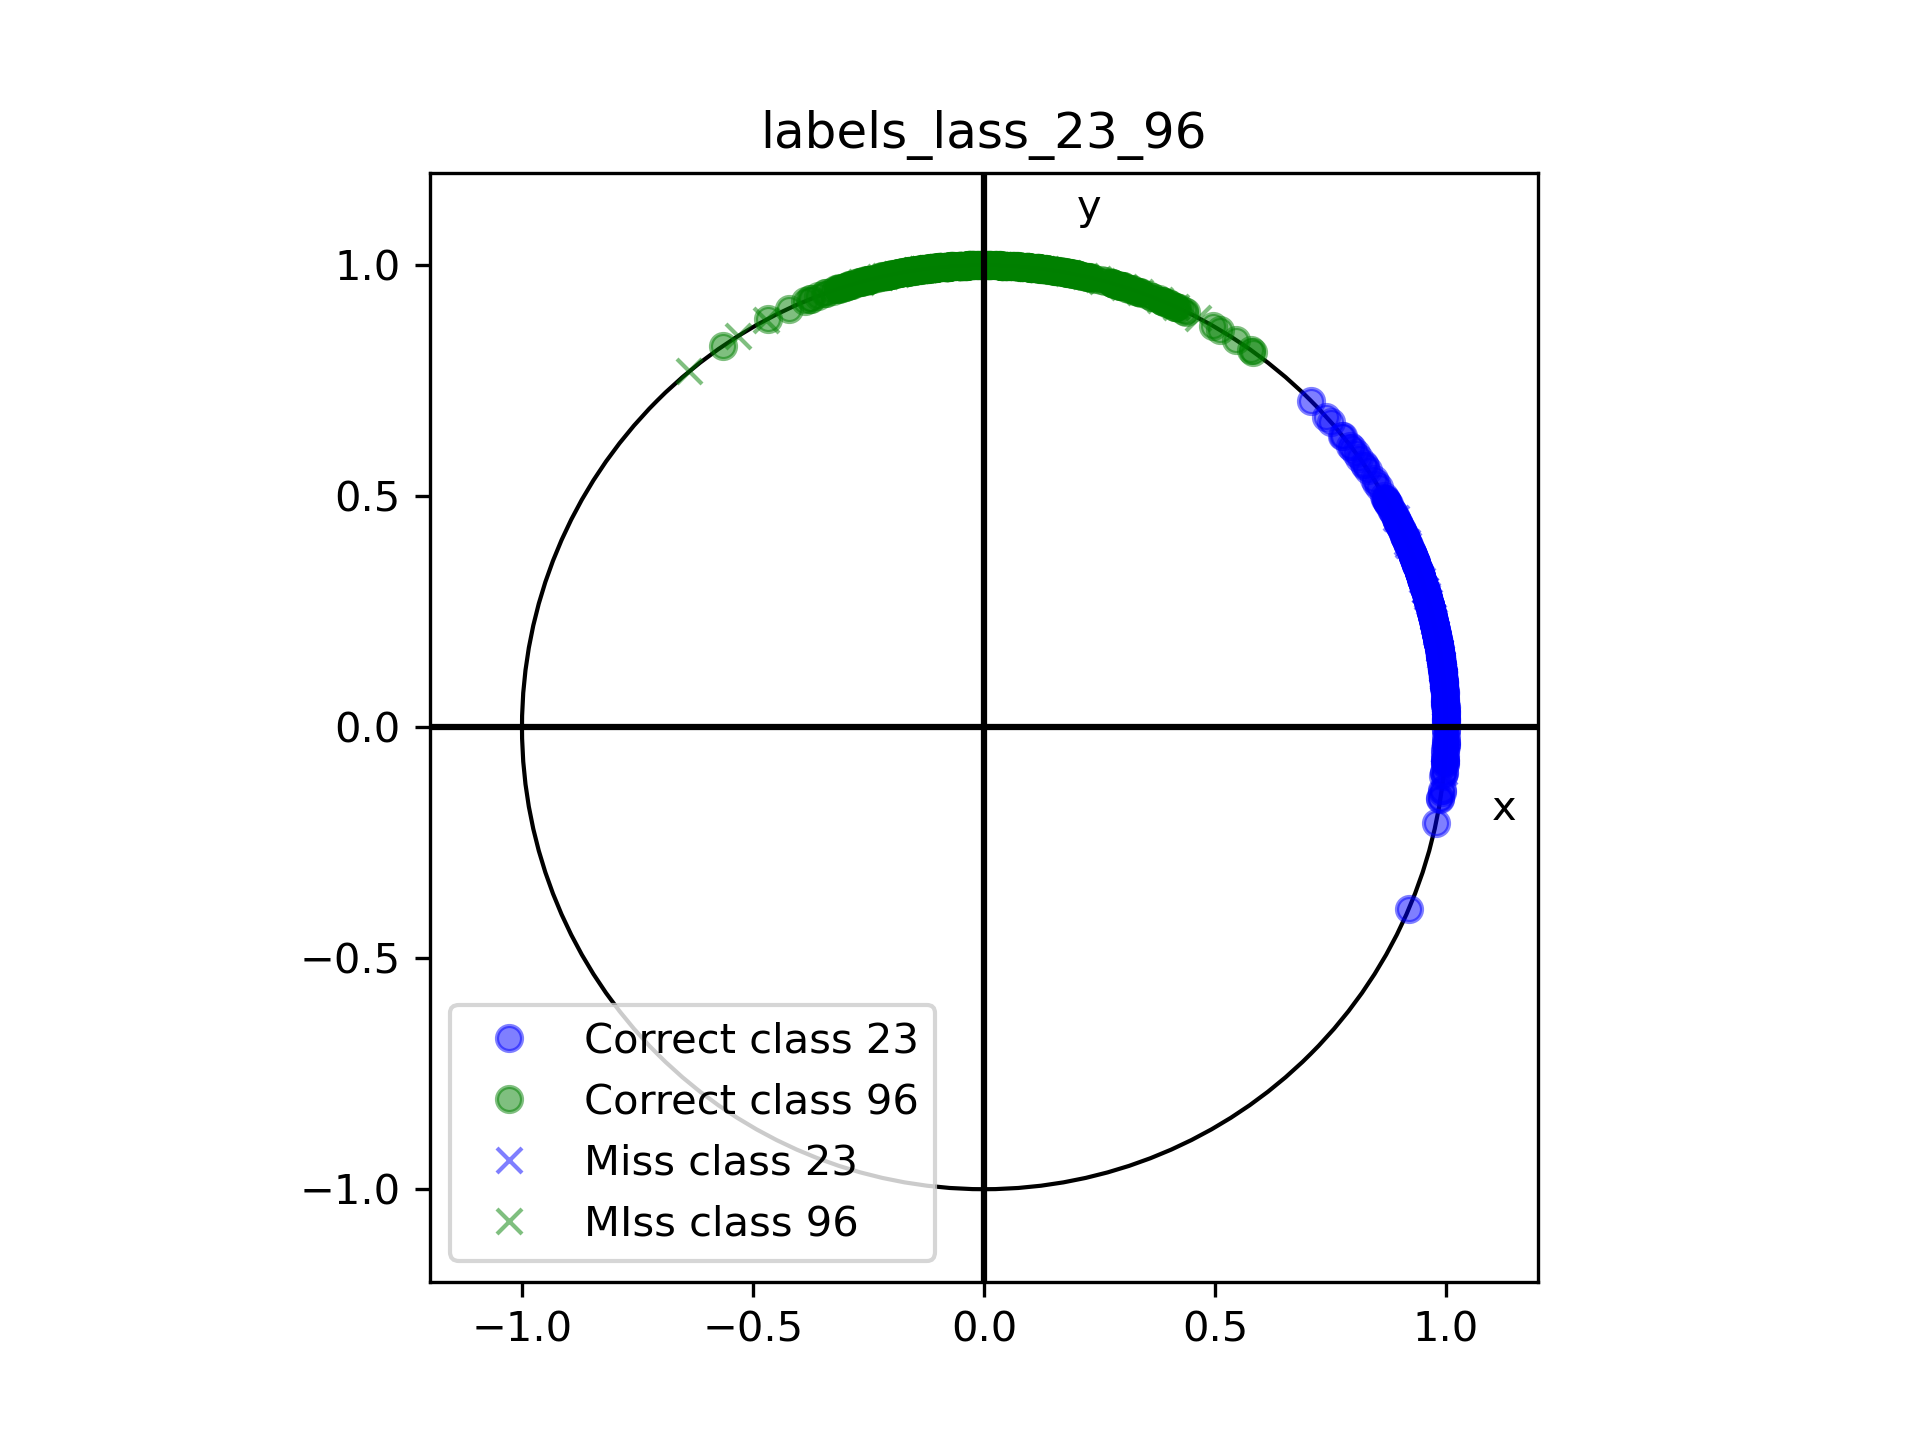 labels_lass_23_96
y
1.0
0.5
0.0
x
−0.5
−1.0
Correct class 23
Correct class 96
Miss class 23
MIss class 96
−1.0 −0.5 0.0 0.5 1.0